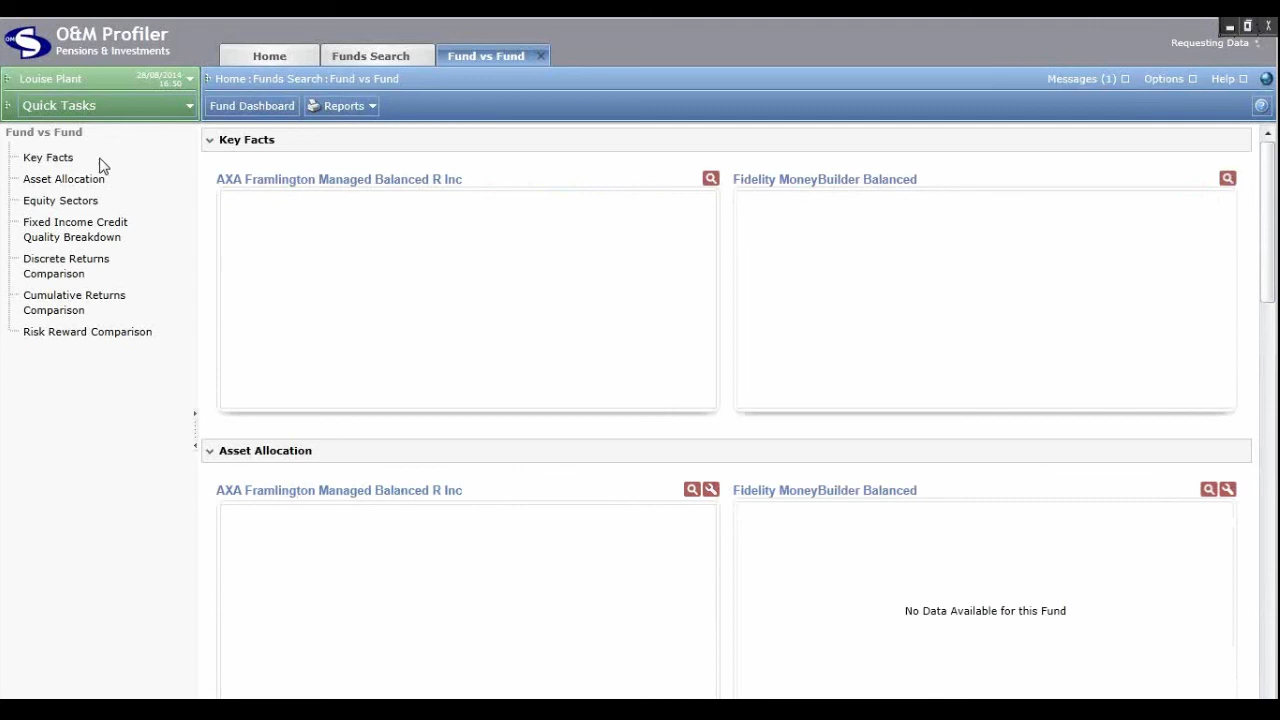 O&M Profiler
Pensions & Investments
OMS
Home
Funds Search
Fund vs Fund
Requesting Data
Louise Plant
28/08/2014
16:50
Home : Funds Search : Fund vs Fund
Messages (1)
Options
Help
Quick Tasks
Fund Dashboard
Reports
Fund vs Fund
Key Facts
Asset Allocation
Equity Sectors
Fixed Income Credit
Quality Breakdown
Discrete Returns
Comparison
Cumulative Returns
Comparison
Risk Reward Comparison
Key Facts
AXA Framlington Managed Balanced R Inc
Fidelity MoneyBuilder Balanced
Asset Allocation
AXA Framlington Managed Balanced R Inc
Fidelity MoneyBuilder Balanced
No Data Available for this Fund